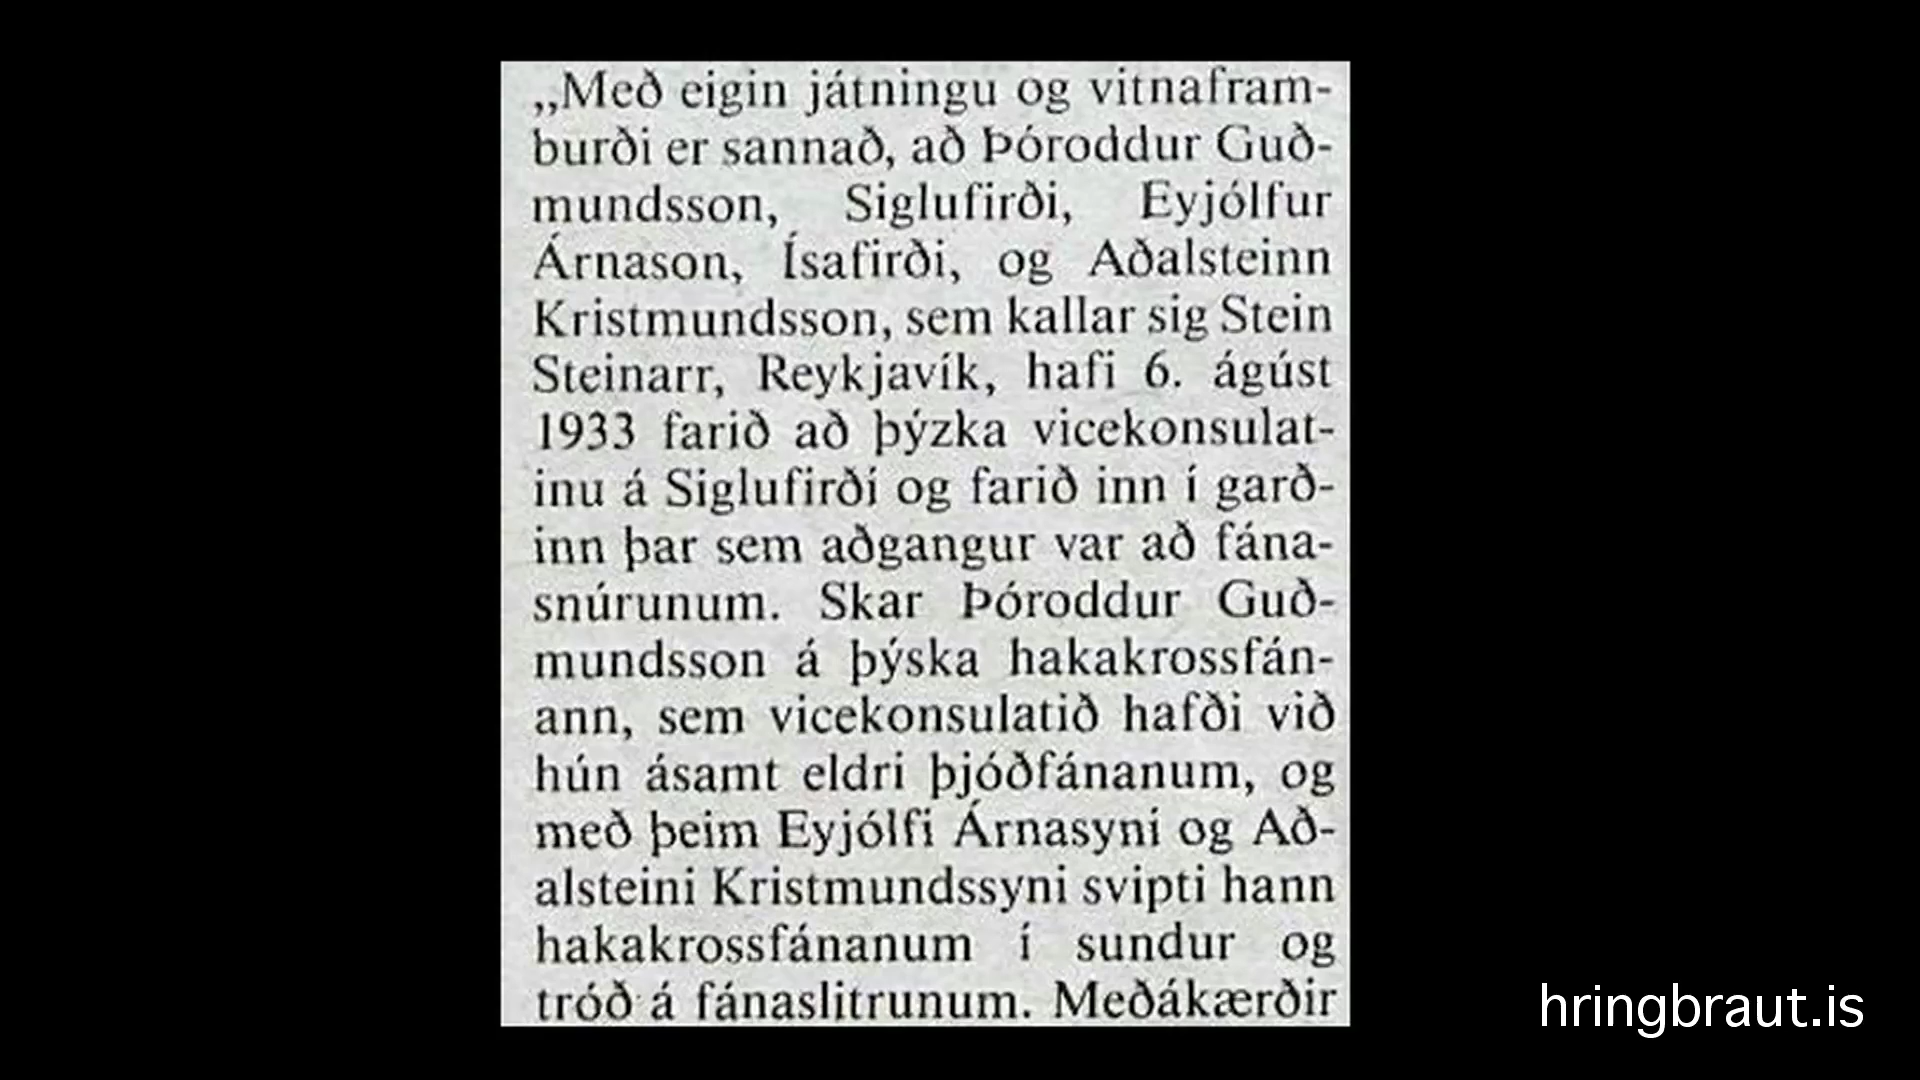 „Með eigin játningu og vitnafram-
burði er sannað, að Þóroddur Guð-
mundsson, Siglufirði, Eyjólfur
Árnason, Ísafirði, og Aðalsteinn
Kristmundsson, sem kallar sig Stein
Steinarr, Reykjavík, hafi 6. ágúst
1933 farið að þýzka vicekonsulat-
inu á Siglufirði og farið inn í garð-
inn þar sem aðgangur var að fána-
snúrunum. Skar Þóroddur Guð-
mundsson á þýska hakakrossfán-
ann, sem vicekonsulatið hafði við
hún ásamt eldri þjóðfánanum, og
með þeim Eyjólfi Árnasyni og Að-
alsteini Kristmundssyni svipti hann
hakakrossfánanum í sundur og
tróð á fánaslitrunum. Meðákærðir
hringbraut.is